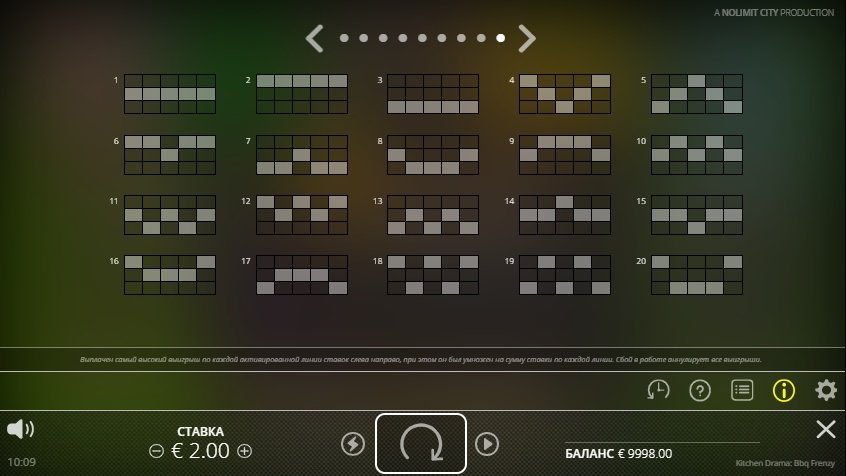 A NOLIMIT CITY PRODUCTION
1 2 3 4 5
6 7 8 9 10
11 12 13 14 15
16 17 18 19 20
Выплачен самый высокий выигрыш по каждой активированной линии ставок слева направо, при этом он был умножен на сумму ставки по каждой линии. Сбой в работе аннулирует все выигрыши.
СТАВКА
€ 2.00
БАЛАНС € 9998.00
10:09
Kitchen Drama: Bbq Frenzy